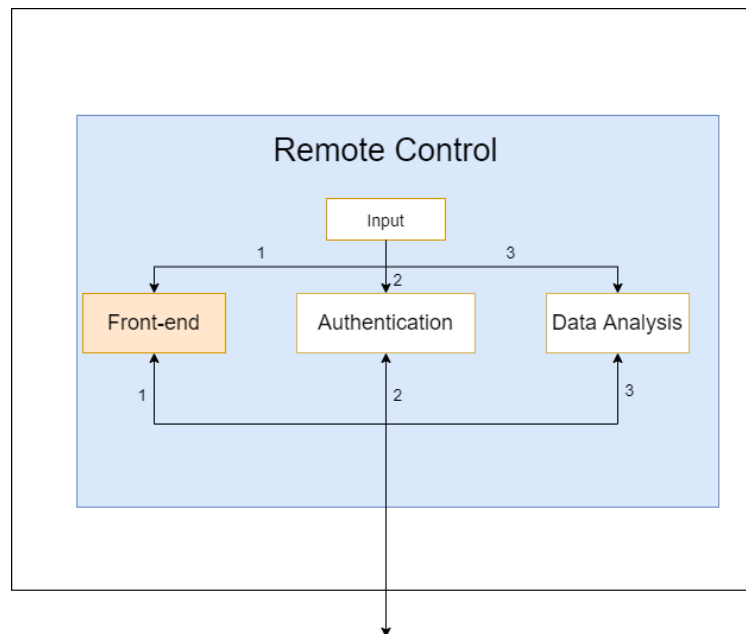 Remote Control
Input
1
3
2
Front-end
Authentication
Data Analysis
1
2
3